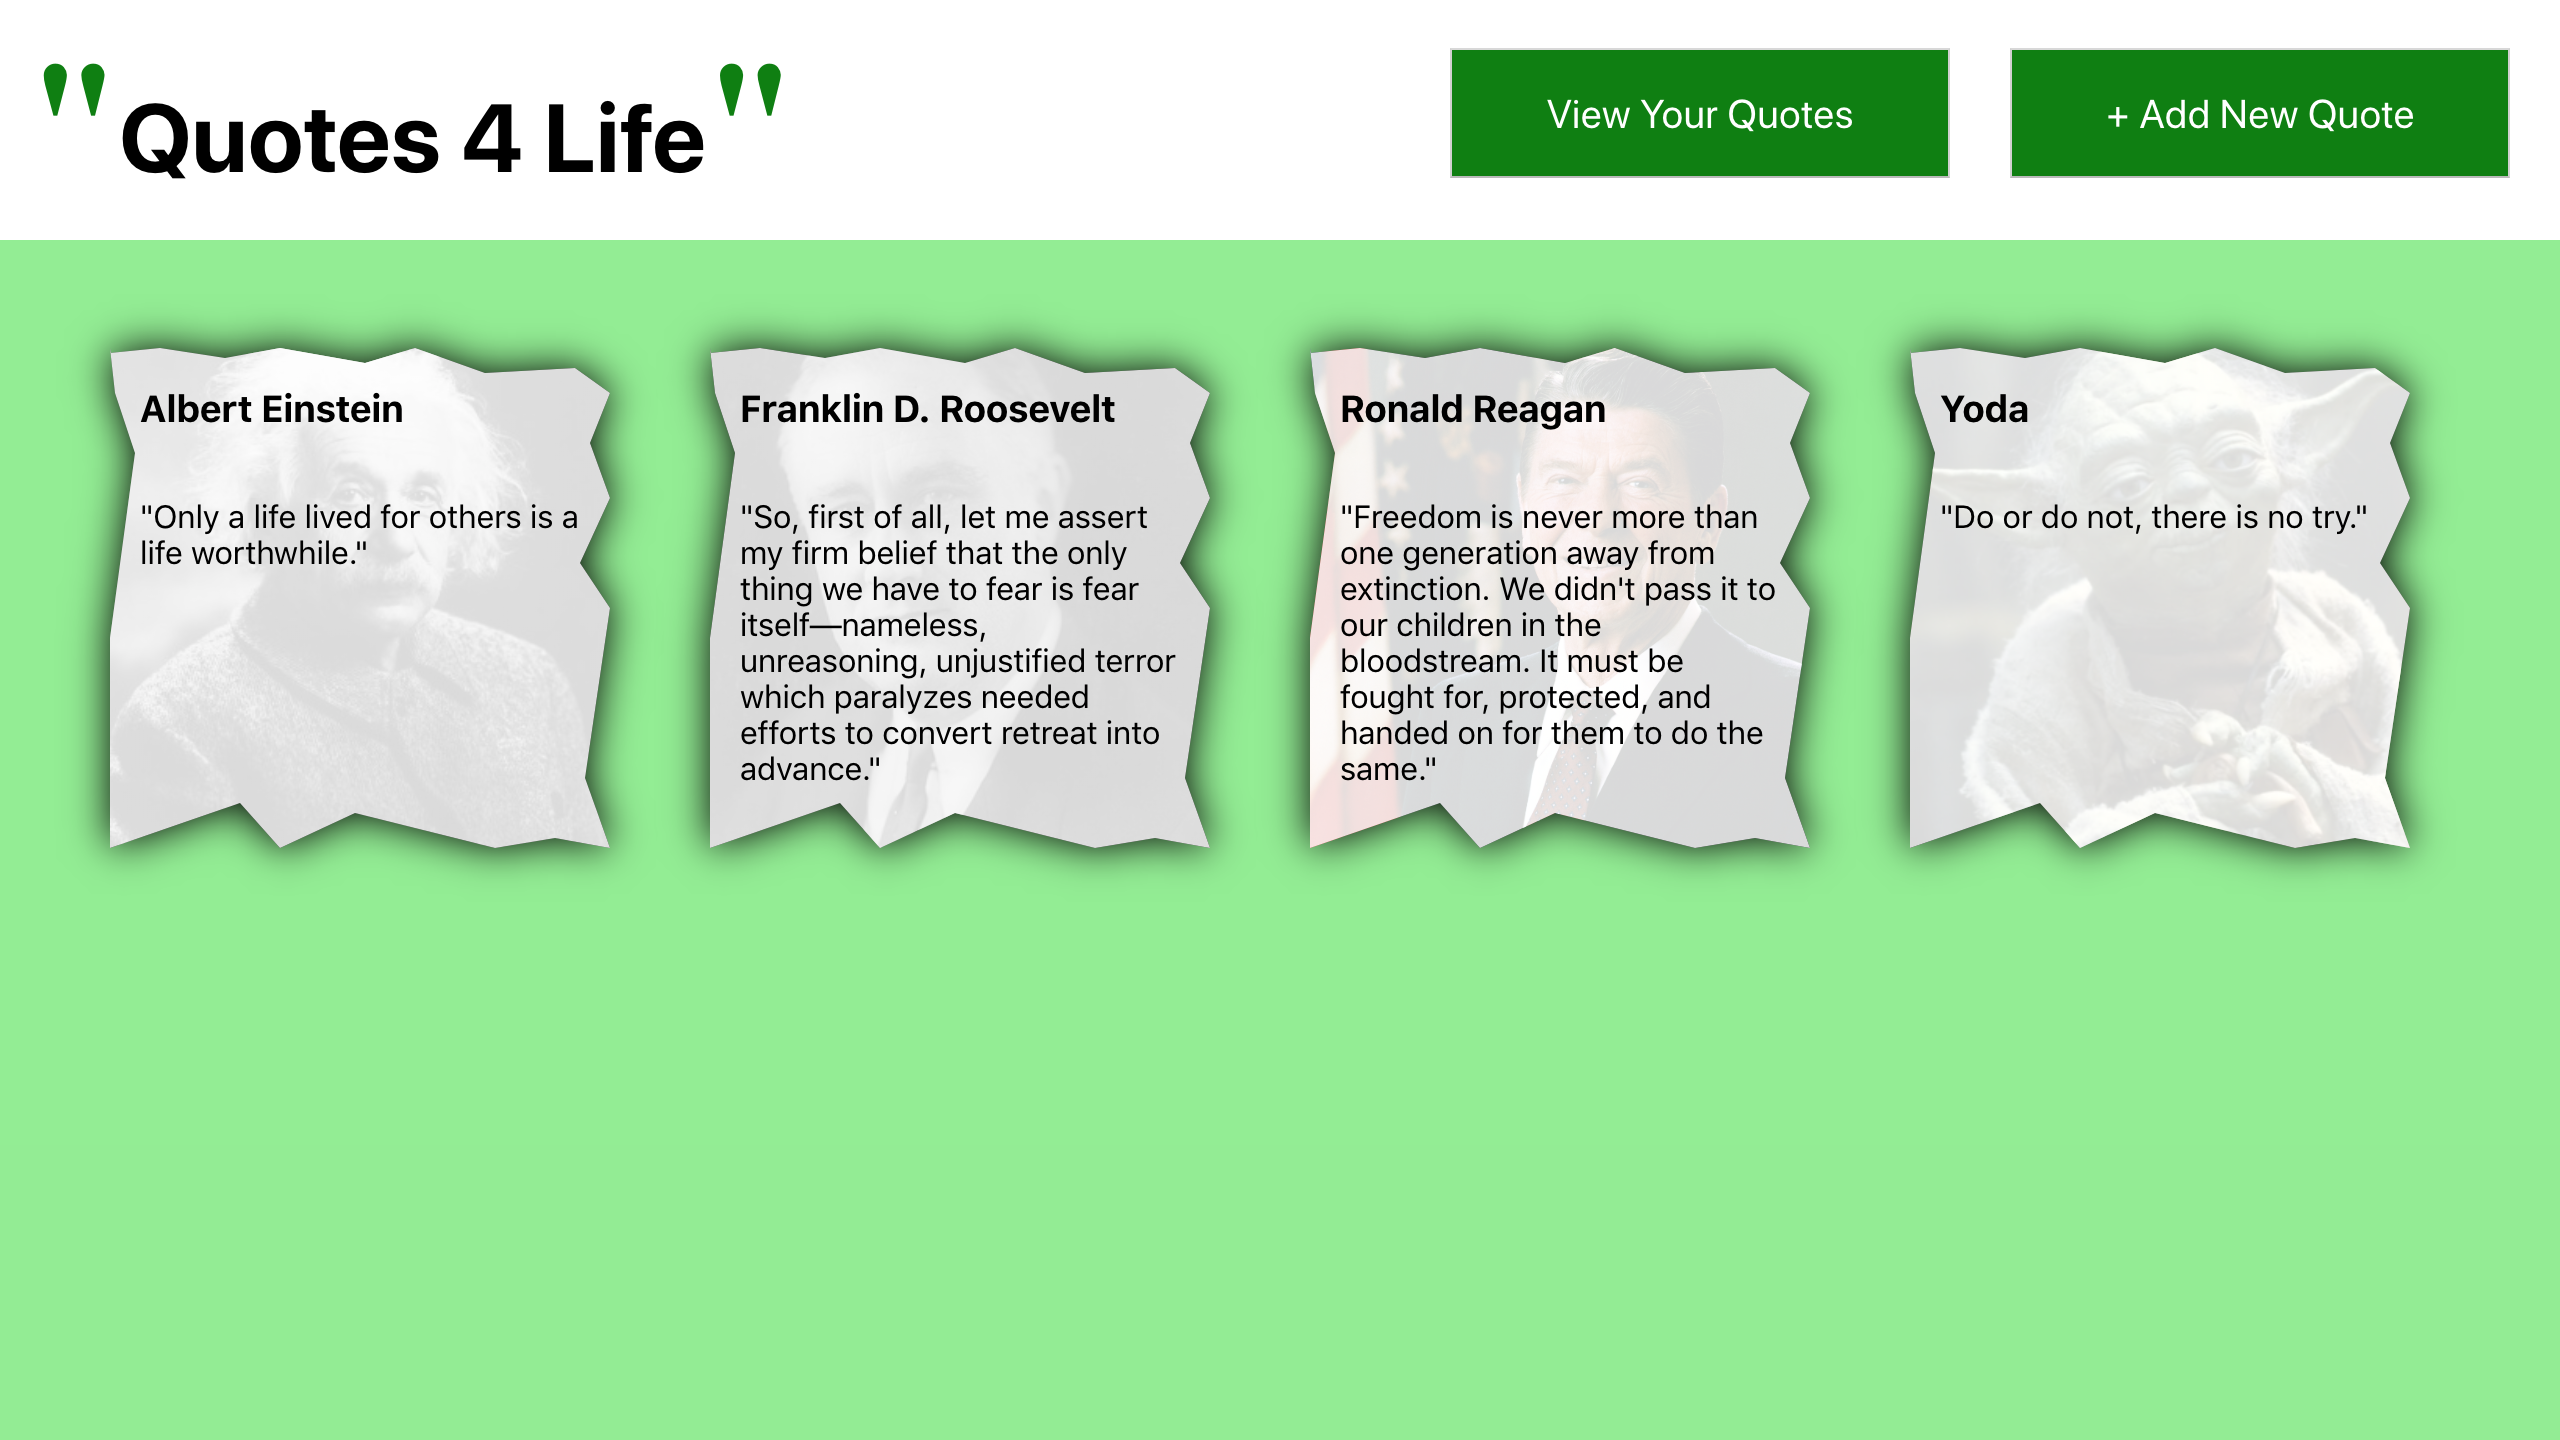 "Quotes 4 Life"
View Your Quotes
+ Add New Quote
Albert Einstein
"Only a life lived for others is a
life worthwhile."
Franklin D. Roosevelt
"So, first of all, let me assert
my firm belief that the only
thing we have to fear is fear
itself—nameless,
unreasoning, unjustified terror
which paralyzes needed
efforts to convert retreat into
advance."
Ronald Reagan
"Freedom is never more than
one generation away from
extinction. We didn't pass it to
our children in the
bloodstream. It must be
fought for, protected, and
handed on for them to do the
same."
Yoda
"Do or do not, there is no try."